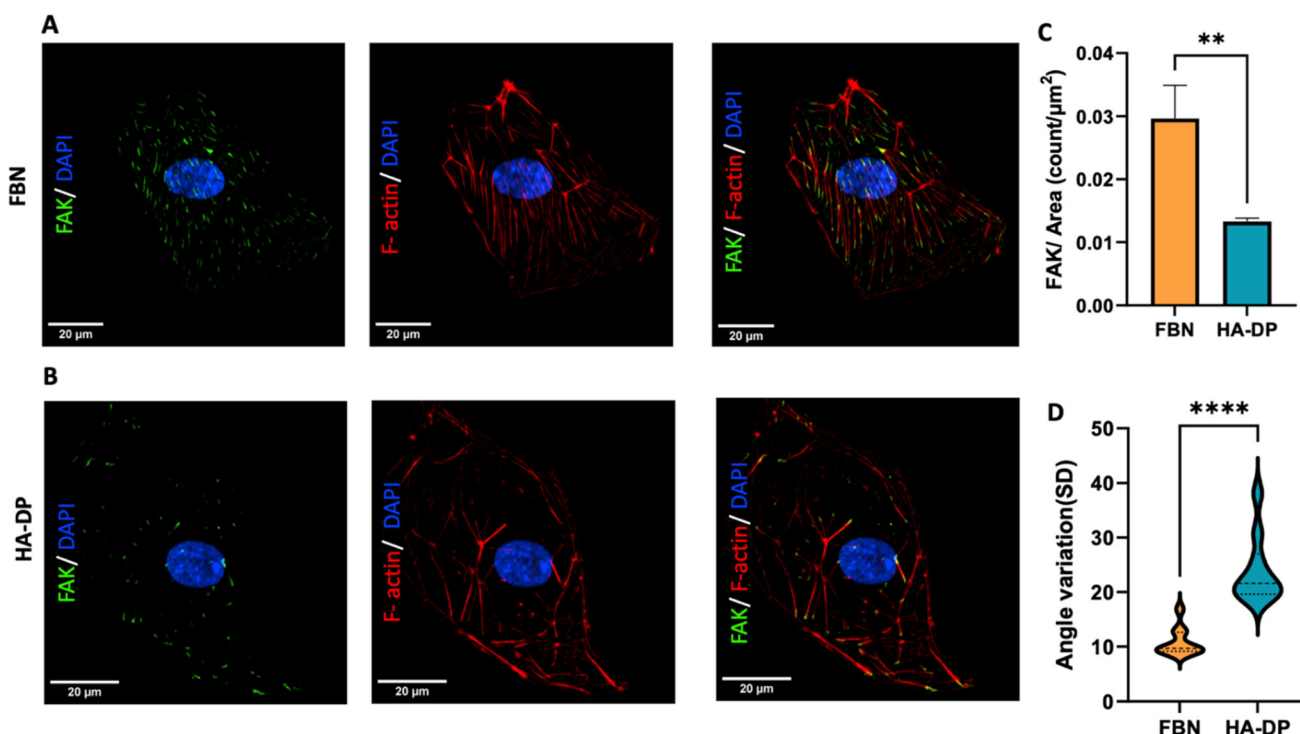 A
FBN
FAK/ DAPI
20 µm
F- actin/ DAPI
20 µm
FAK/ F-actin/ DAPI
20 µm
B
HA-DP
FAK/ DAPI
20 µm
F- actin/ DAPI
20 µm
FAK/ F-actin/ DAPI
20 µm
C
FAK/ Area (count/µm²)
0.04
0.03
0.02
0.01
0.00
**
FBN HA-DP
D
Angle variation(SD)
50
40
30
20
10
0
****
FBN HA-DP